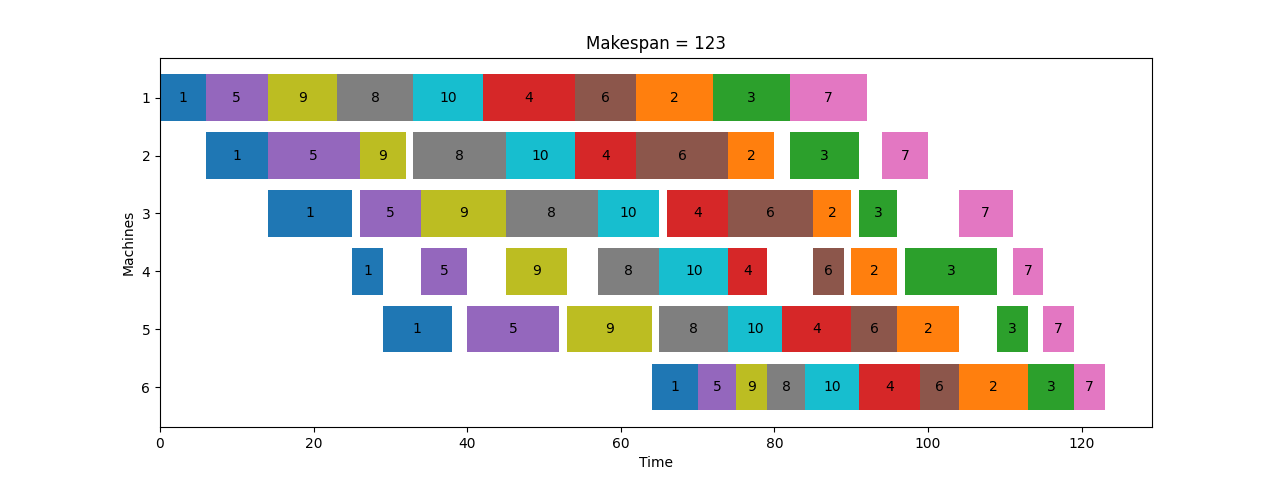 Makespan = 123
1 1 5 9 8 10 4 6 2 3 7
2 1 5 9 8 10 4 6 2 3 7
3 1 5 9 8 10 4 6 2 3 7
4 1 5 9 8 10 4 6 2 3 7
5 1 5 9 8 10 4 6 2 3 7
6 1 5 9 8 10 4 6 2 3 7
Machines
0 20 40 60 80 100 120
Time